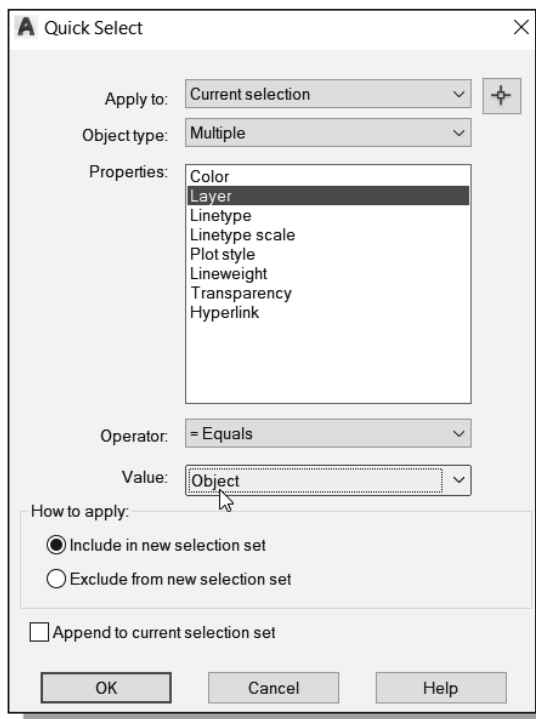 A Quick Select
Apply to: Current selection
Object type: Multiple
Properties:
Color
Layer
Linetype
Linetype scale
Plot style
Lineweight
Transparency
Hyperlink
Operator: = Equals
Value: Object
How to apply:
Include in new selection set
Exclude from new selection set
Append to current selection set
OK Cancel Help